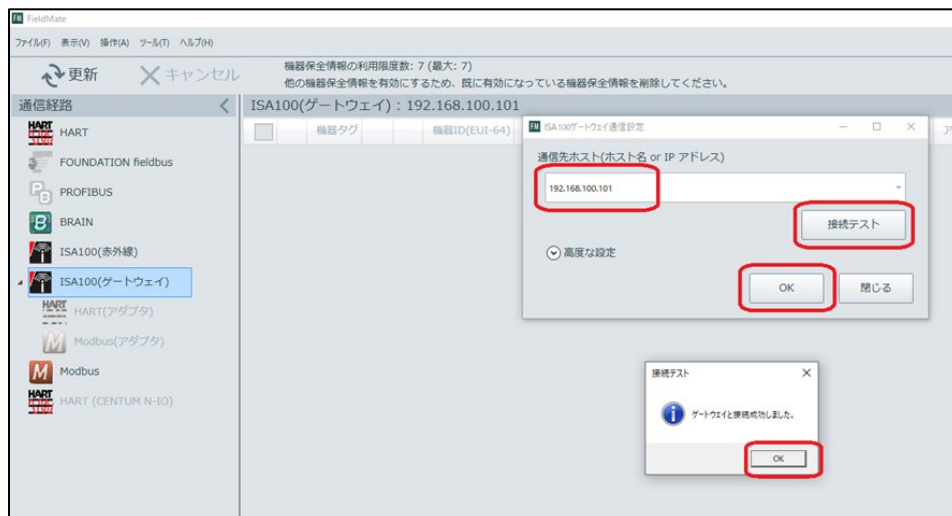 FM FieldMate
ファイル(F) 表示(V) 操作(A) ツール(T) ヘルプ(H)
更新 キャンセル
機器保全情報の利用限度数: 7 (最大: 7)
他の機器保全情報を有効にするため、既に有効になっている機器保全情報を削除してください。
通信経路
HART HART
FOUNDATION fieldbus
PROFIBUS
B BRAIN
ISA100(赤外線)
ISA100(ゲートウェイ)
HART HART(アダプタ)
M Modbus(アダプタ)
M Modbus
HART HART (CENTUM N-IO)
ISA100(ゲートウェイ) : 192.168.100.101
機器タグ 機器ID(EUI-64)
ア
FM ISA100ゲートウェイ通信設定
通信先ホスト(ホスト名 or IP アドレス)
192.168.100.101
接続テスト
高度な設定
OK 閉じる
接続テスト
ゲートウエイと接続成功しました。
OK